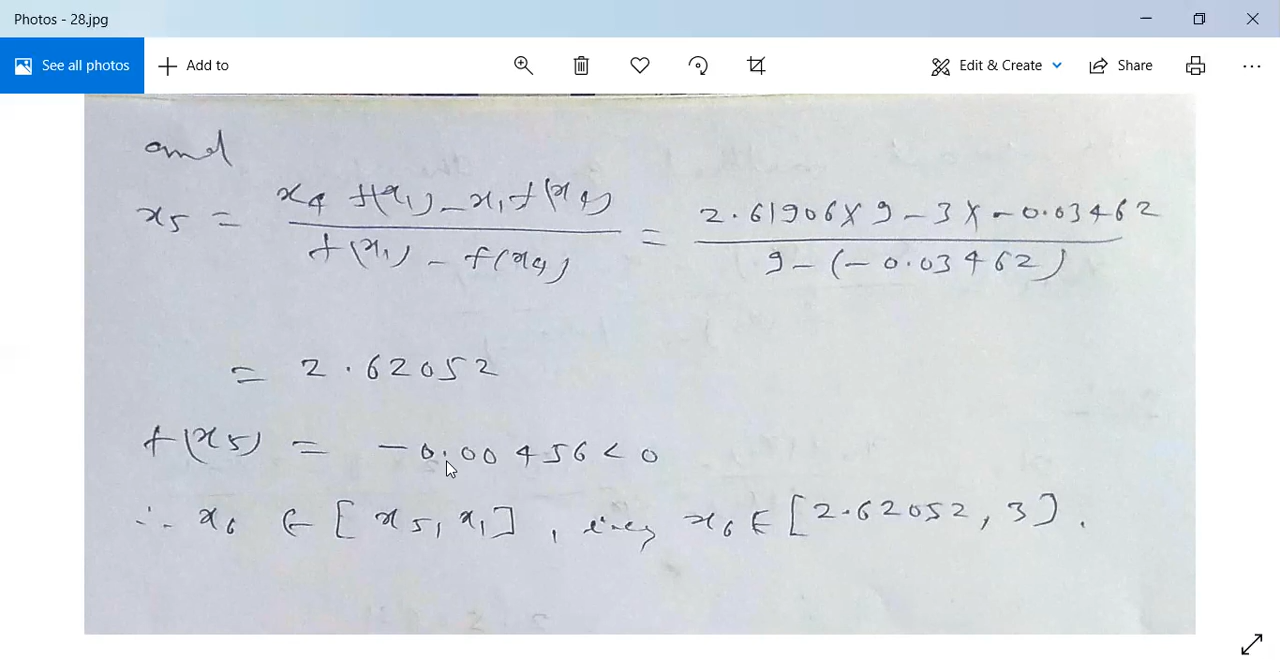 Photos - 28.jpg
See all photos
Add to
Edit & Create
Share
and
x₅ = (x₄ f(x₁) - x₁ f(x₄)) / (f(x₁) - f(x₄)) = (2.61906 × 9 - 3 × -0.03462) / (9 - (-0.03462))
= 2.62052
f(x₅) = -0.00456 < 0
∴ x₆ ∈ [x₅, x₁], i.e., x₆ ∈ [2.62052, 3].